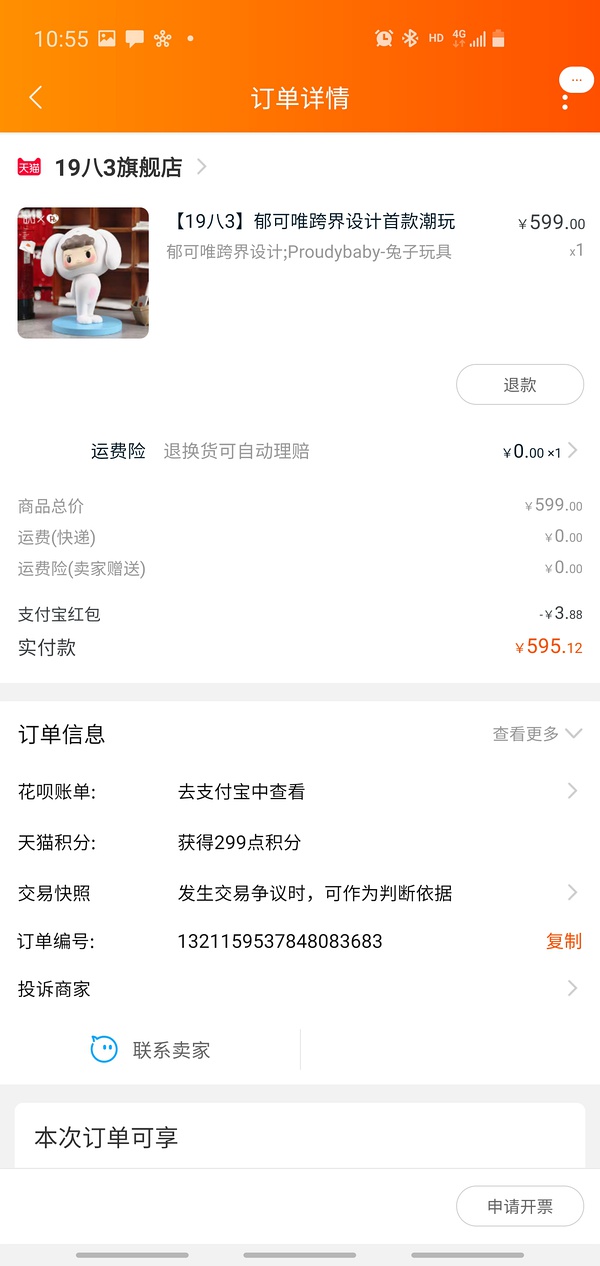 10:55
HD 4G
订单详情
天猫 19八3旗舰店
【19八3】郁可唯跨界设计首款潮玩 ¥599.00
郁可唯跨界设计;Proudybaby-兔子玩具 x1
退款
运费险 退换货可自动理赔 ¥0.00 ×1
商品总价 ¥599.00
运费(快递) ¥0.00
运费险(卖家赠送) ¥0.00
支付宝红包 -¥3.88
实付款 ¥595.12
订单信息 查看更多
花呗账单: 去支付宝中查看
天猫积分: 获得299点积分
交易快照 发生交易争议时，可作为判断依据
订单编号: 1321159537848083683 复制
投诉商家
联系卖家
本次订单可享
申请开票